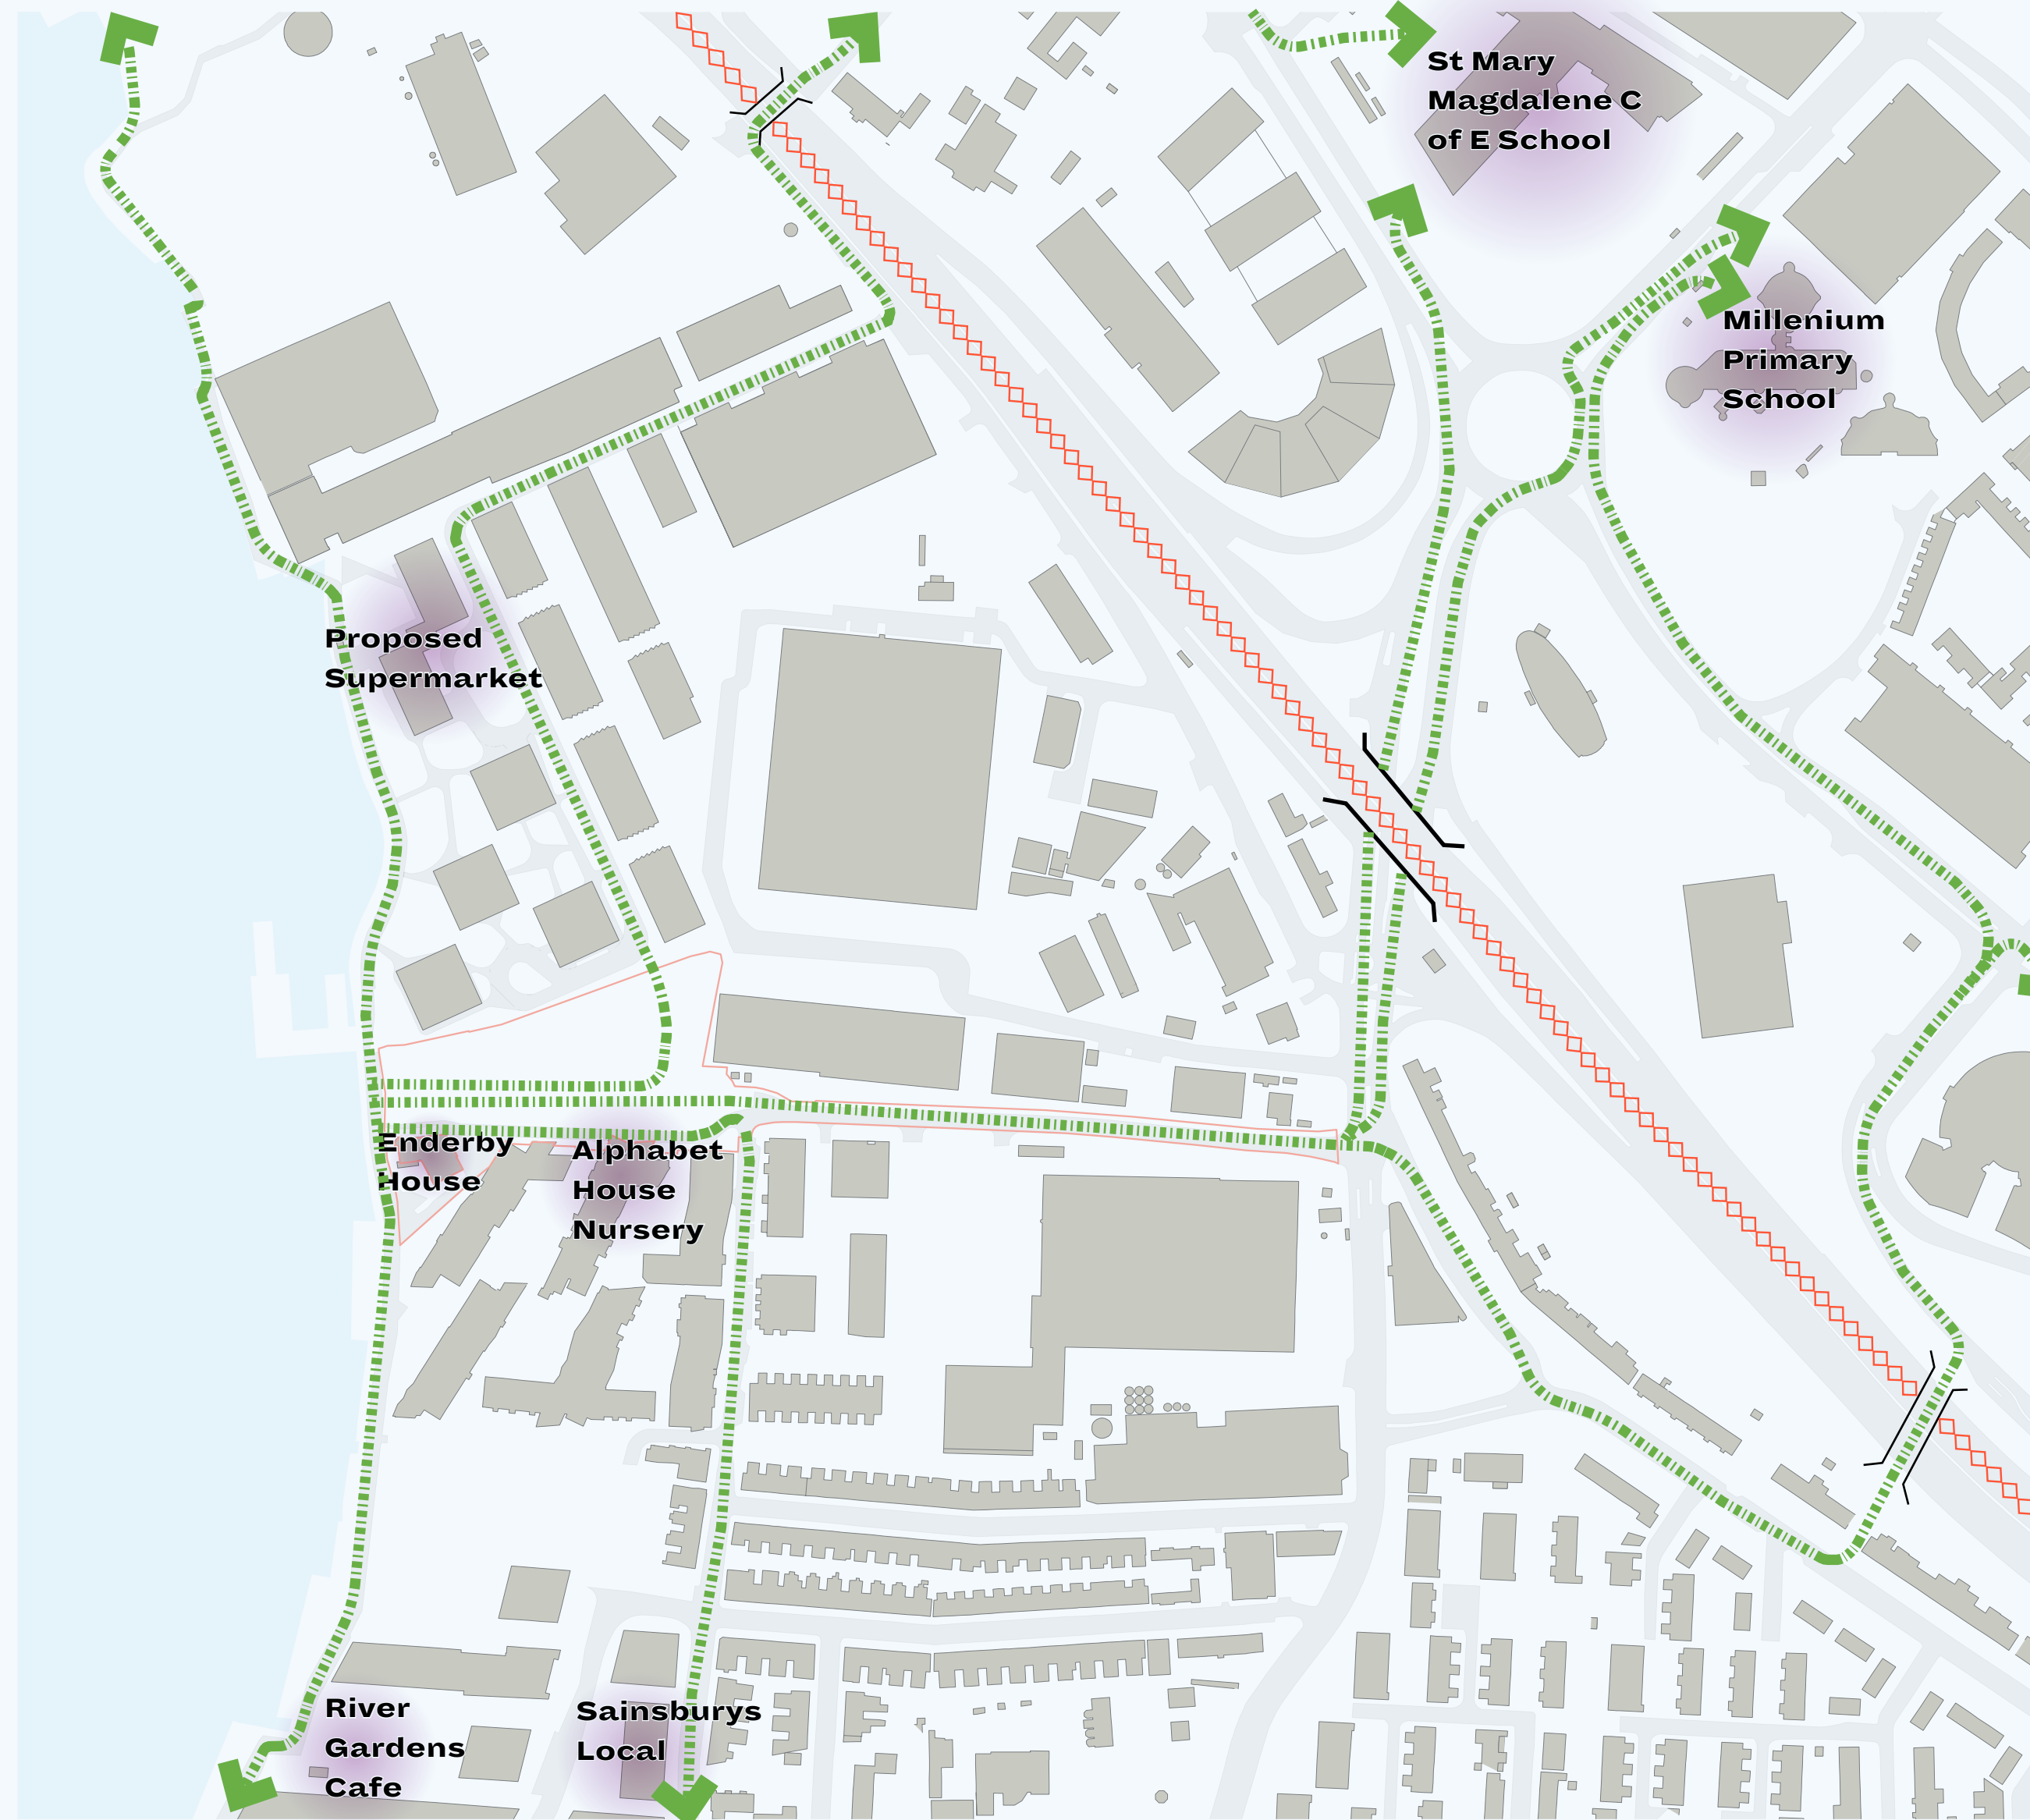 St Mary
Magdalene C
of E School
Millenium
Primary
School
Proposed
Supermarket
Enderby
House
Alphabet
House
Nursery
River
Gardens
Cafe
Sainsburys
Local